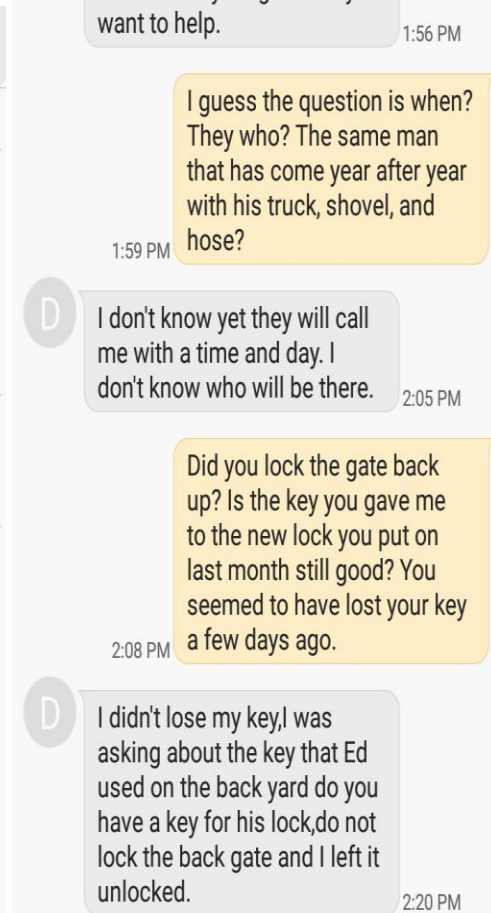 want to help.
1:56 PM
I guess the question is when?
They who? The same man
that has come year after year
with his truck, shovel, and
hose?
1:59 PM
D
I don't know yet they will call
me with a time and day. I
don't know who will be there.
2:05 PM
Did you lock the gate back
up? Is the key you gave me
to the new lock you put on
last month still good? You
seemed to have lost your key
a few days ago.
2:08 PM
D
I didn't lose my key,I was
asking about the key that Ed
used on the back yard do you
have a key for his lock,do not
lock the back gate and I left it
unlocked.
2:20 PM